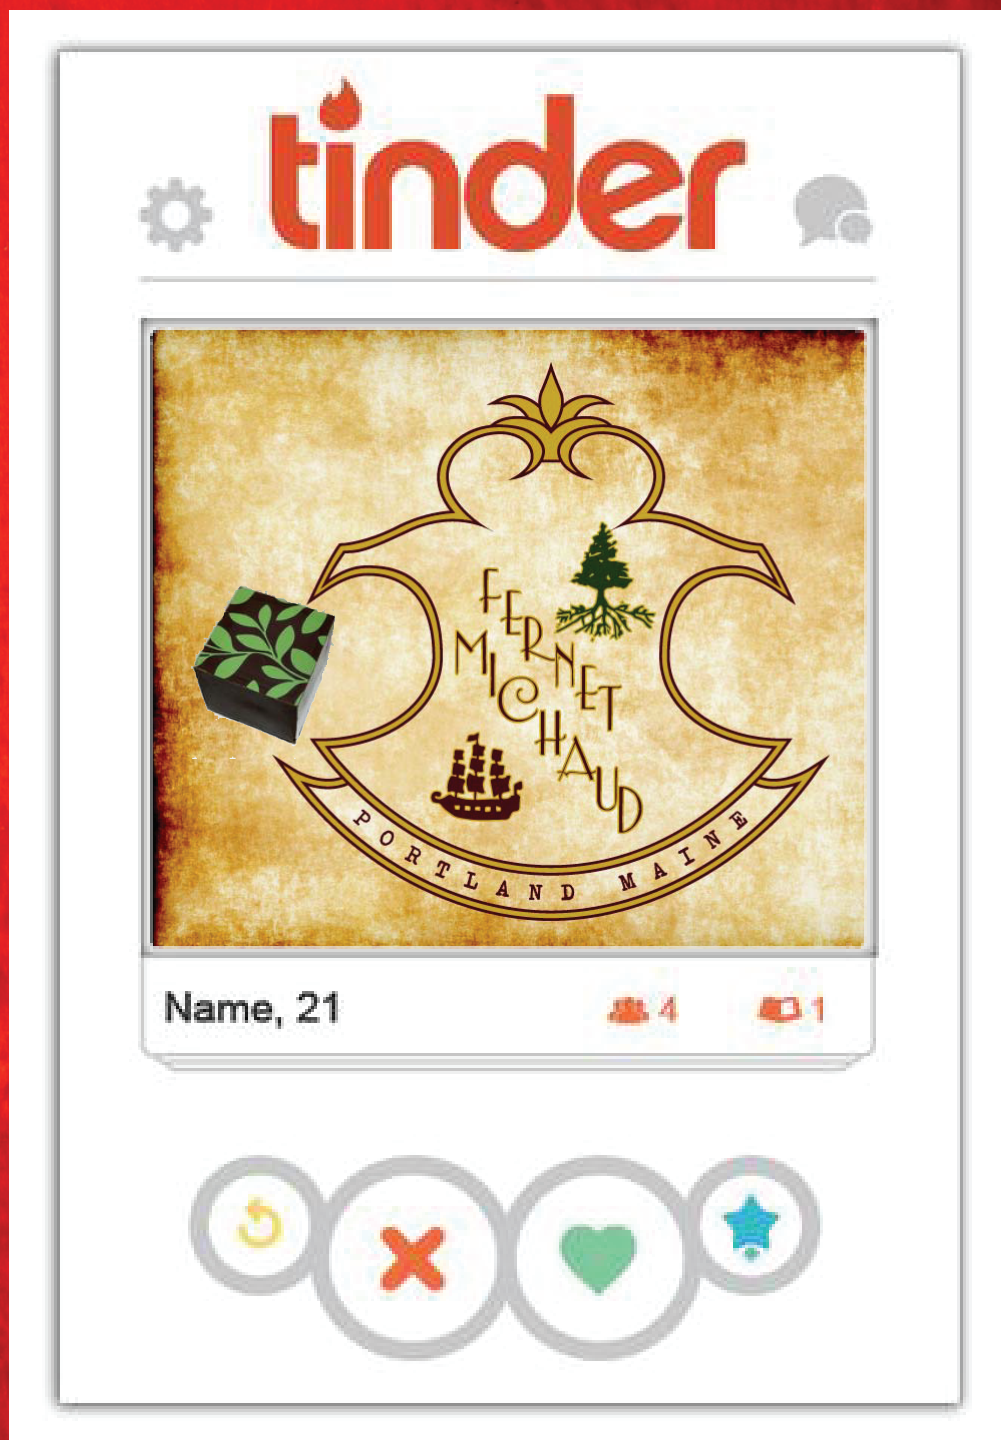 tinder
FERNET
MICHAUD
PORTLAND MAINE
Name, 21
4
1